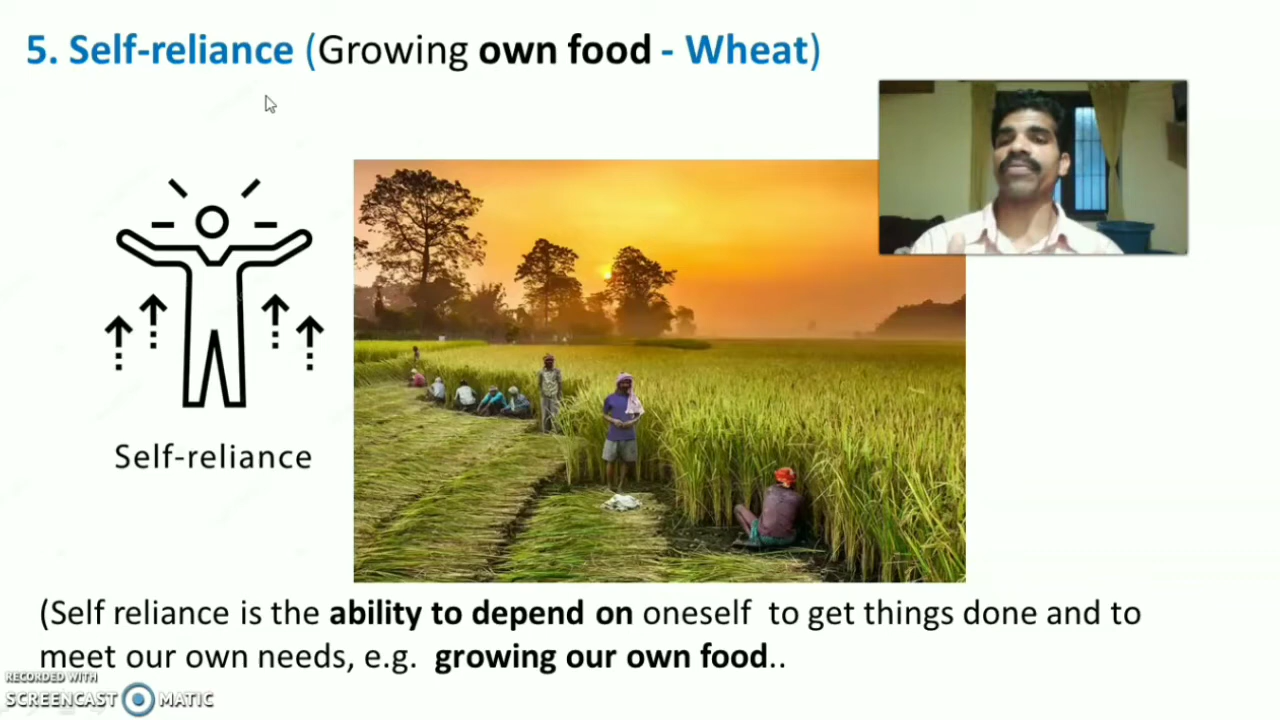 5. Self-reliance (Growing own food - Wheat)
Self-reliance
(Self reliance is the ability to depend on oneself to get things done and to
meet our own needs, e.g. growing our own food..
RECORDED WITH
SCREENCAST MATIC